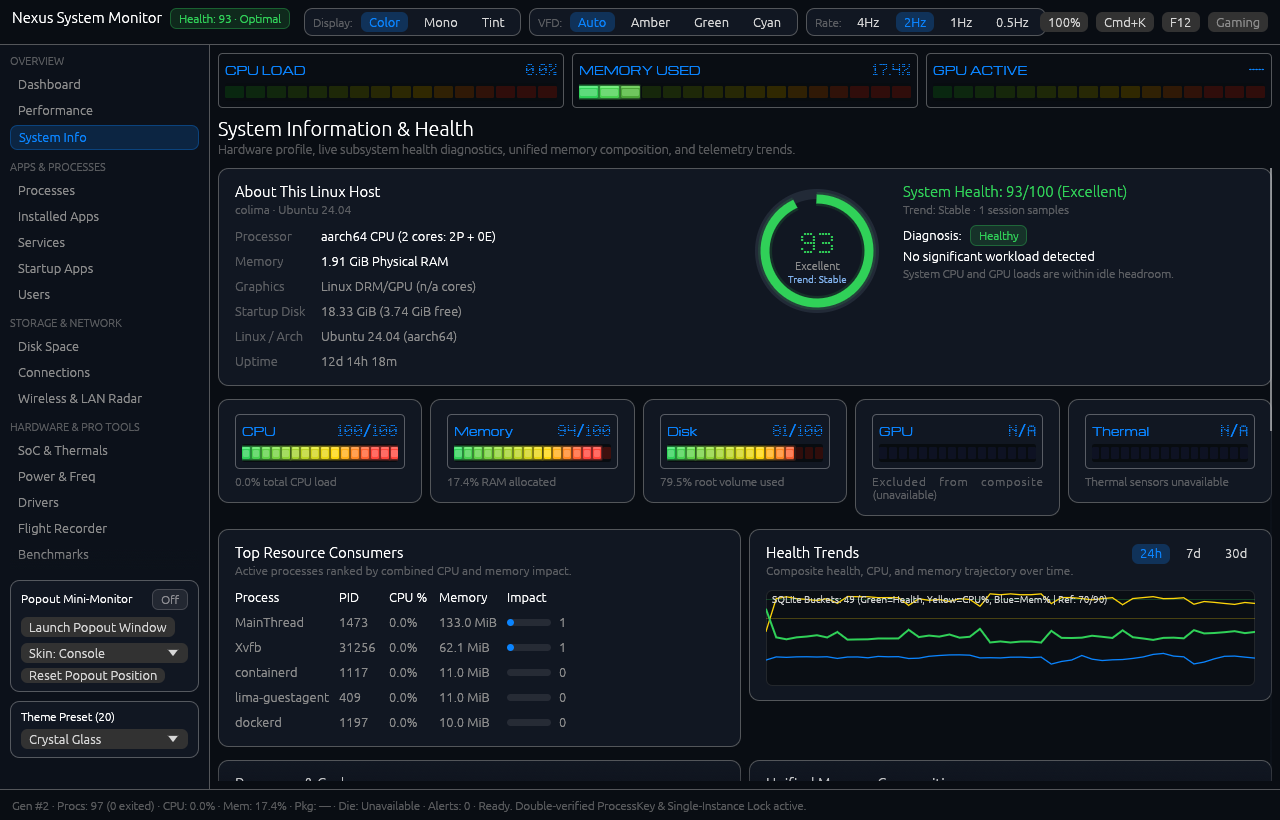 Nexus System Monitor
Health: 93 · Optimal
Display: Color Mono Tint
VFD: Auto Amber Green Cyan
Rate: 4Hz 2Hz 1Hz 0.5Hz
100% Cmd+K F12 Gaming
OVERVIEW
Dashboard
Performance
System Info
APPS & PROCESSES
Processes
Installed Apps
Services
Startup Apps
Users
STORAGE & NETWORK
Disk Space
Connections
Wireless & LAN Radar
HARDWARE & PRO TOOLS
SoC & Thermals
Power & Freq
Drivers
Flight Recorder
Benchmarks
Popout Mini-Monitor Off
Launch Popout Window
Skin: Console
Reset Popout Position
Theme Preset (20)
Crystal Glass
CPU LOAD 0.0%
MEMORY USED 17.4%
GPU ACTIVE —
System Information & Health
Hardware profile, live subsystem health diagnostics, unified memory composition, and telemetry trends.
About This Linux Host
colima · Ubuntu 24.04
Processor aarch64 CPU (2 cores: 2P + 0E)
Memory 1.91 GiB Physical RAM
Graphics Linux DRM/GPU (n/a cores)
Startup Disk 18.33 GiB (3.74 GiB free)
Linux / Arch Ubuntu 24.04 (aarch64)
Uptime 12d 14h 18m
93
Excellent
Trend: Stable
System Health: 93/100 (Excellent)
Trend: Stable · 1 session samples
Diagnosis: Healthy
No significant workload detected
System CPU and GPU loads are within idle headroom.
CPU 100/100
0.0% total CPU load
Memory 94/100
17.4% RAM allocated
Disk 81/100
79.5% root volume used
GPU N/A
Excluded from composite
(unavailable)
Thermal N/A
Thermal sensors unavailable
Top Resource Consumers
Active processes ranked by combined CPU and memory impact.
Process PID CPU % Memory Impact
MainThread 1473 0.0% 133.0 MiB 1
Xvfb 31256 0.0% 62.1 MiB 1
containerd 1117 0.0% 11.0 MiB 0
lima-guestagent 409 0.0% 11.0 MiB 0
dockerd 1197 0.0% 10.0 MiB 0
Health Trends 24h 7d 30d
Composite health, CPU, and memory trajectory over time.
SQLite Buckets: 49 (Green=Health, Yellow=CPU%, Blue=Mem% | Ref: 70/90)
Gen #2 · Procs: 97 (0 exited) · CPU: 0.0% · Mem: 17.4% · Pkg: — · Die: Unavailable · Alerts: 0 · Ready. Double-verified ProcessKey & Single-Instance Lock active.